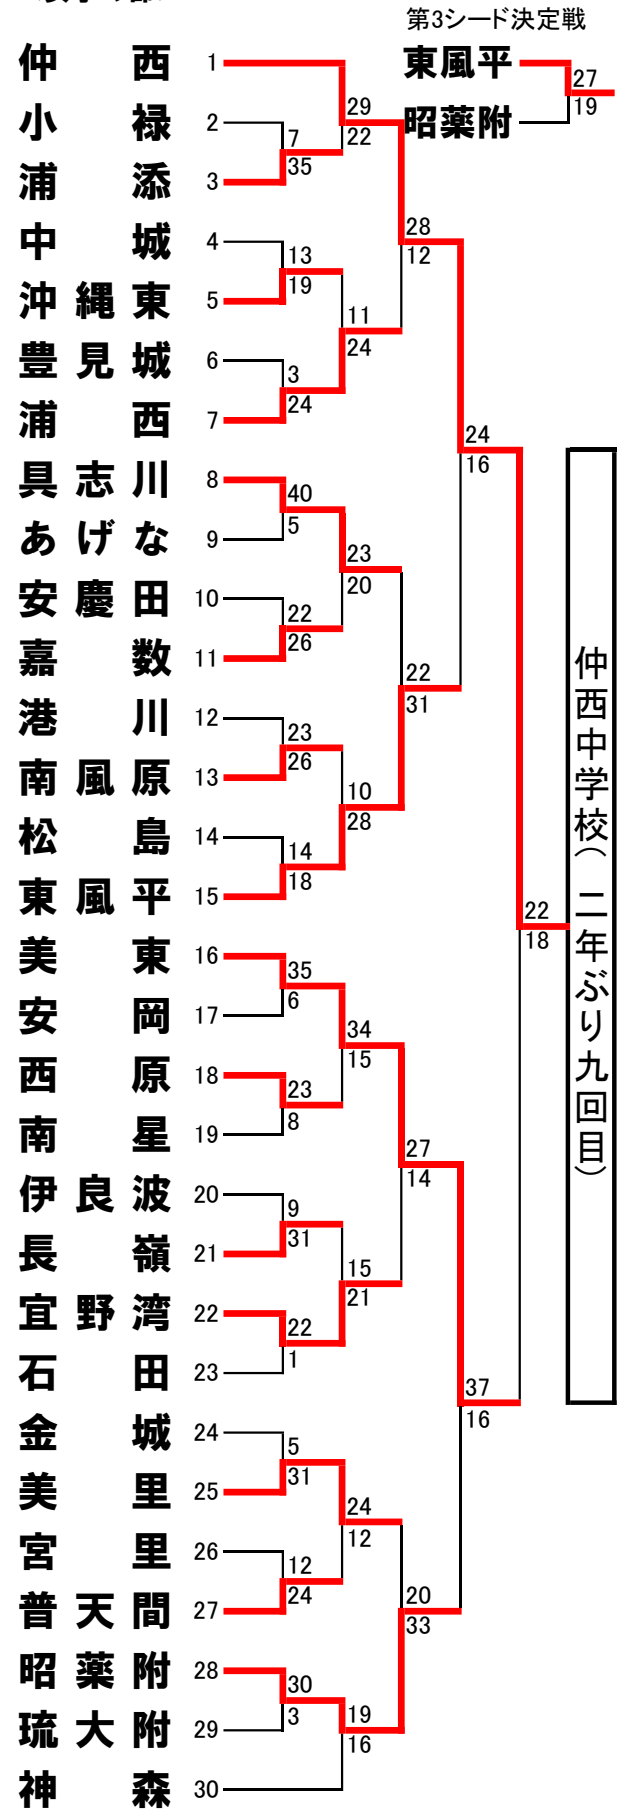 第3シード決定戦
東風平
昭薬附
27
19
仲西 1
小禄 2
浦添 3
中城 4
沖縄東 5
豊見城 6
浦西 7
具志川 8
あげな 9
安慶田 10
嘉数 11
港川 12
南風原 13
松島 14
東風平 15
美東 16
安岡 17
西原 18
南星 19
伊良波 20
長嶺 21
宜野湾 22
石田 23
金城 24
美里 25
宮里 26
普天間 27
昭薬附 28
琉大附 29
神森 30
7
35
13
19
3
24
40
5
22
26
23
26
14
18
35
6
23
8
9
31
22
1
5
31
12
24
30
3
29
22
11
24
23
20
10
28
34
15
15
21
24
12
19
16
28
12
22
31
27
14
20
33
24
16
37
16
22
18
仲西中学校(二年ぶり九回目)